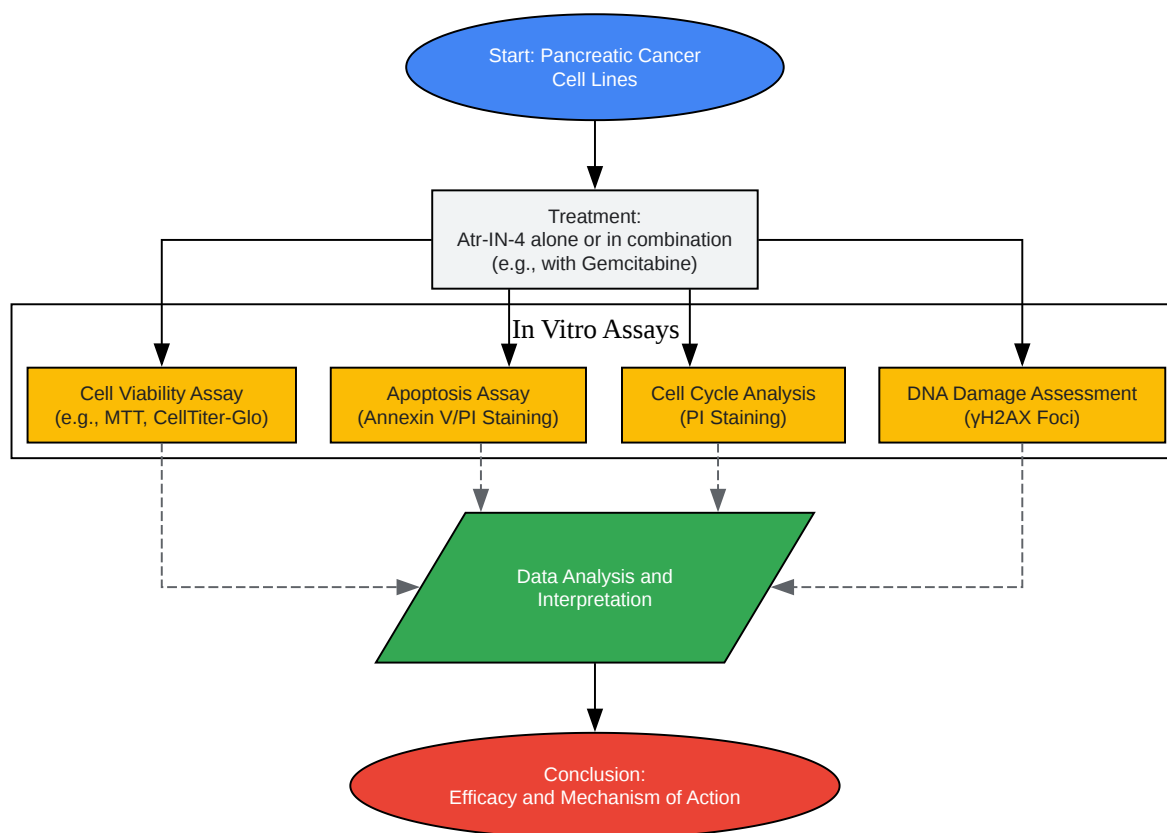 Start: Pancreatic Cancer
Cell Lines
Treatment:
Atr-IN-4 alone or in combination
(e.g., with Gemcitabine)
In Vitro Assays
Cell Viability Assay
(e.g., MTT, CellTiter-Glo)
Apoptosis Assay
(Annexin V/PI Staining)
Cell Cycle Analysis
(PI Staining)
DNA Damage Assessment
(γH2AX Foci)
Data Analysis and
Interpretation
Conclusion:
Efficacy and Mechanism of Action